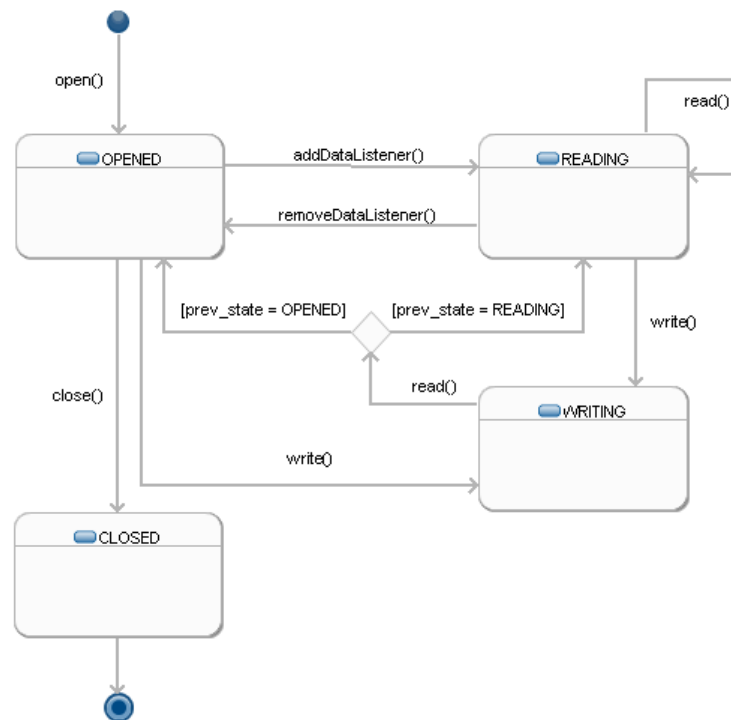 open()
read()
OPENED
addDataListener()
READING
removeDataListener()
[prev_state = OPENED]
[prev_state = READING]
write()
read()
close()
WRITING
write()
CLOSED